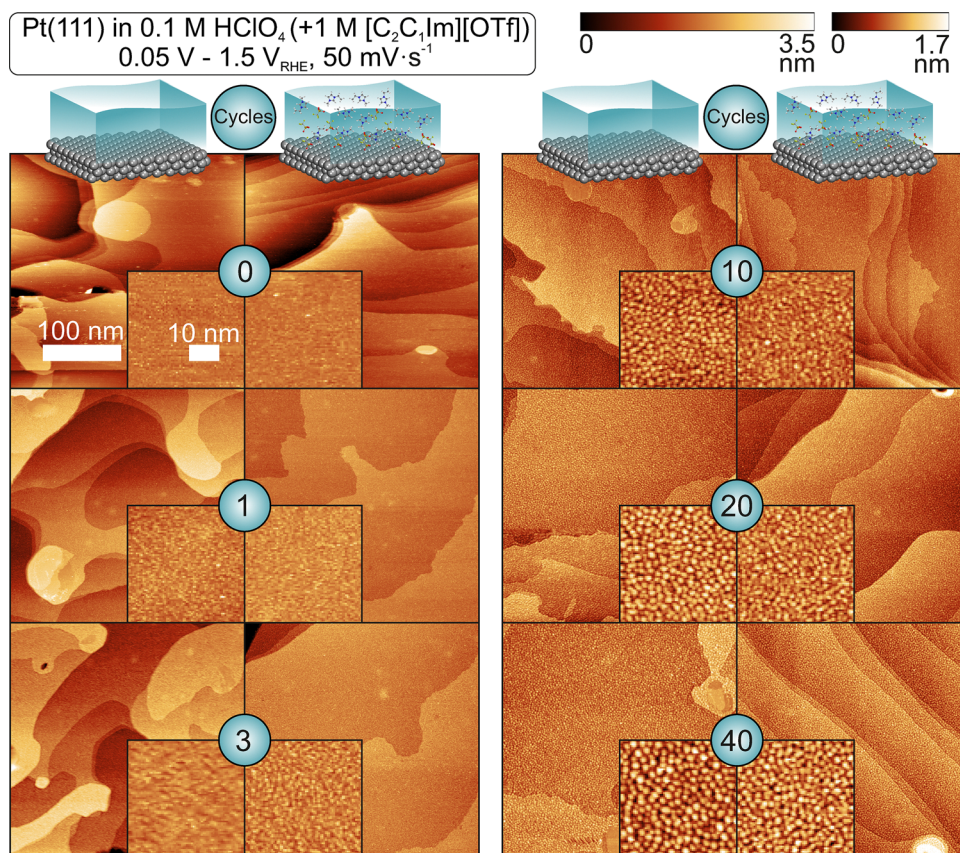 Pt(111) in 0.1 M HClO₄ (+1 M [C₂C₁Im][OTf])
0.05 V - 1.5 V_RHE, 50 mV·s⁻¹
0 3.5
nm
0 1.7
nm
Cycles
Cycles
0
100 nm
10 nm
1
3
10
20
40